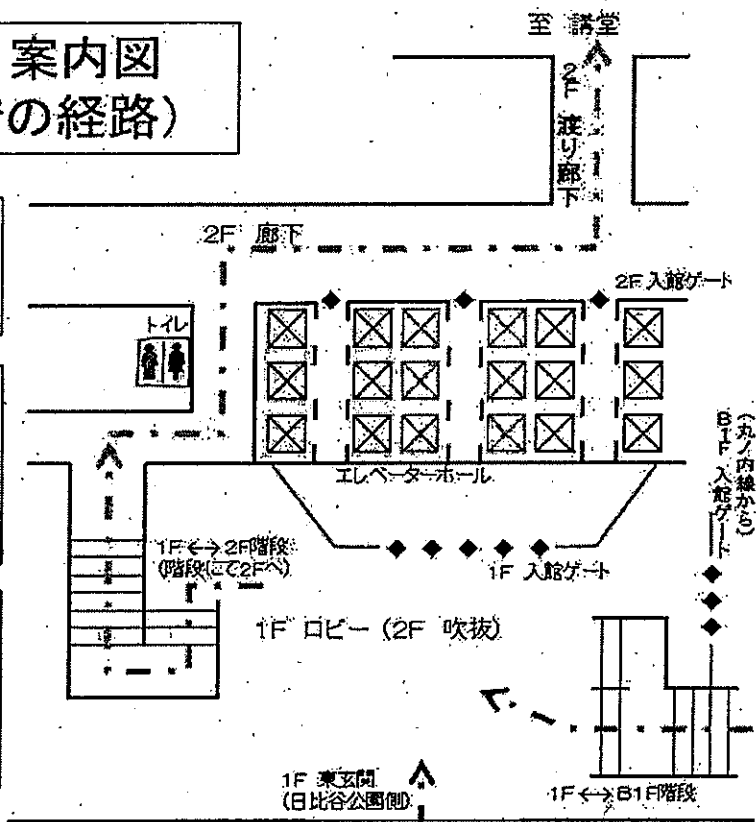 案内図
の経路)
至 講堂
2F 渡り廊下
2F 廊下
2F 入館ゲート
トイレ
エレベーターホール
(丸ノ内線から)
B1F 入館ゲート
1F⇔2F階段
(階段にて2Fへ)
1F 入館ゲート
1F ロビー (2F 吹抜)
1F 東玄関
(日比谷公園側)
1F⇔B1F階段